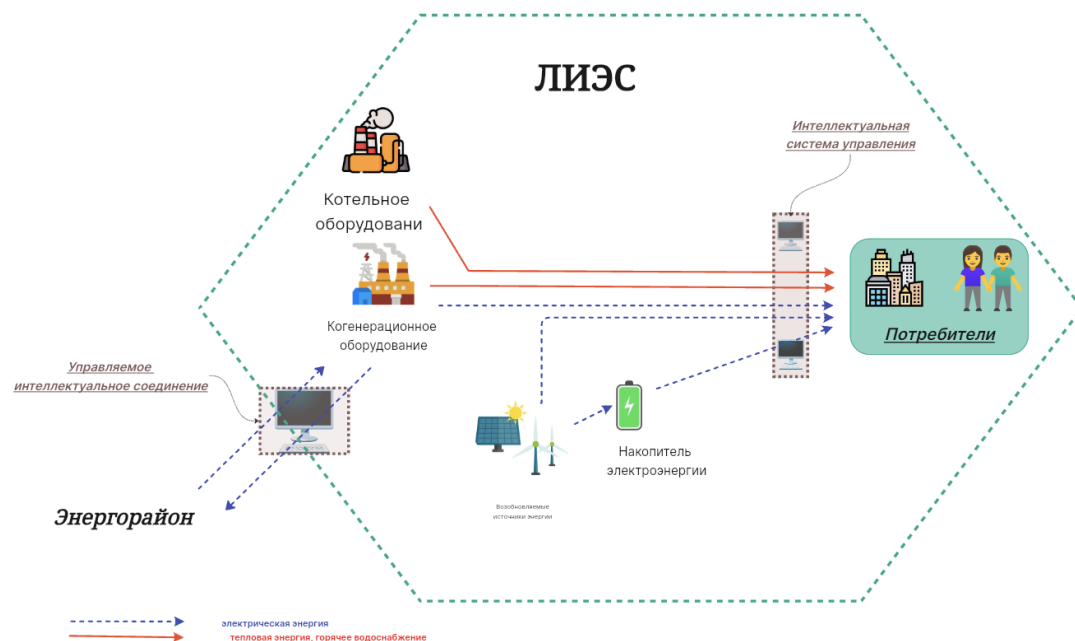 ЛИЭС
Интеллектуальная
система управления
Котельное
оборудовани
Когенерационное
оборудование
Потребители
Управляемое
интеллектуальное соединение
Накопитель
электроэнергии
Возобновляемые
источники энергии
Энергорайон
электрическая энергия
тепловая энергия, горячее водоснабжение